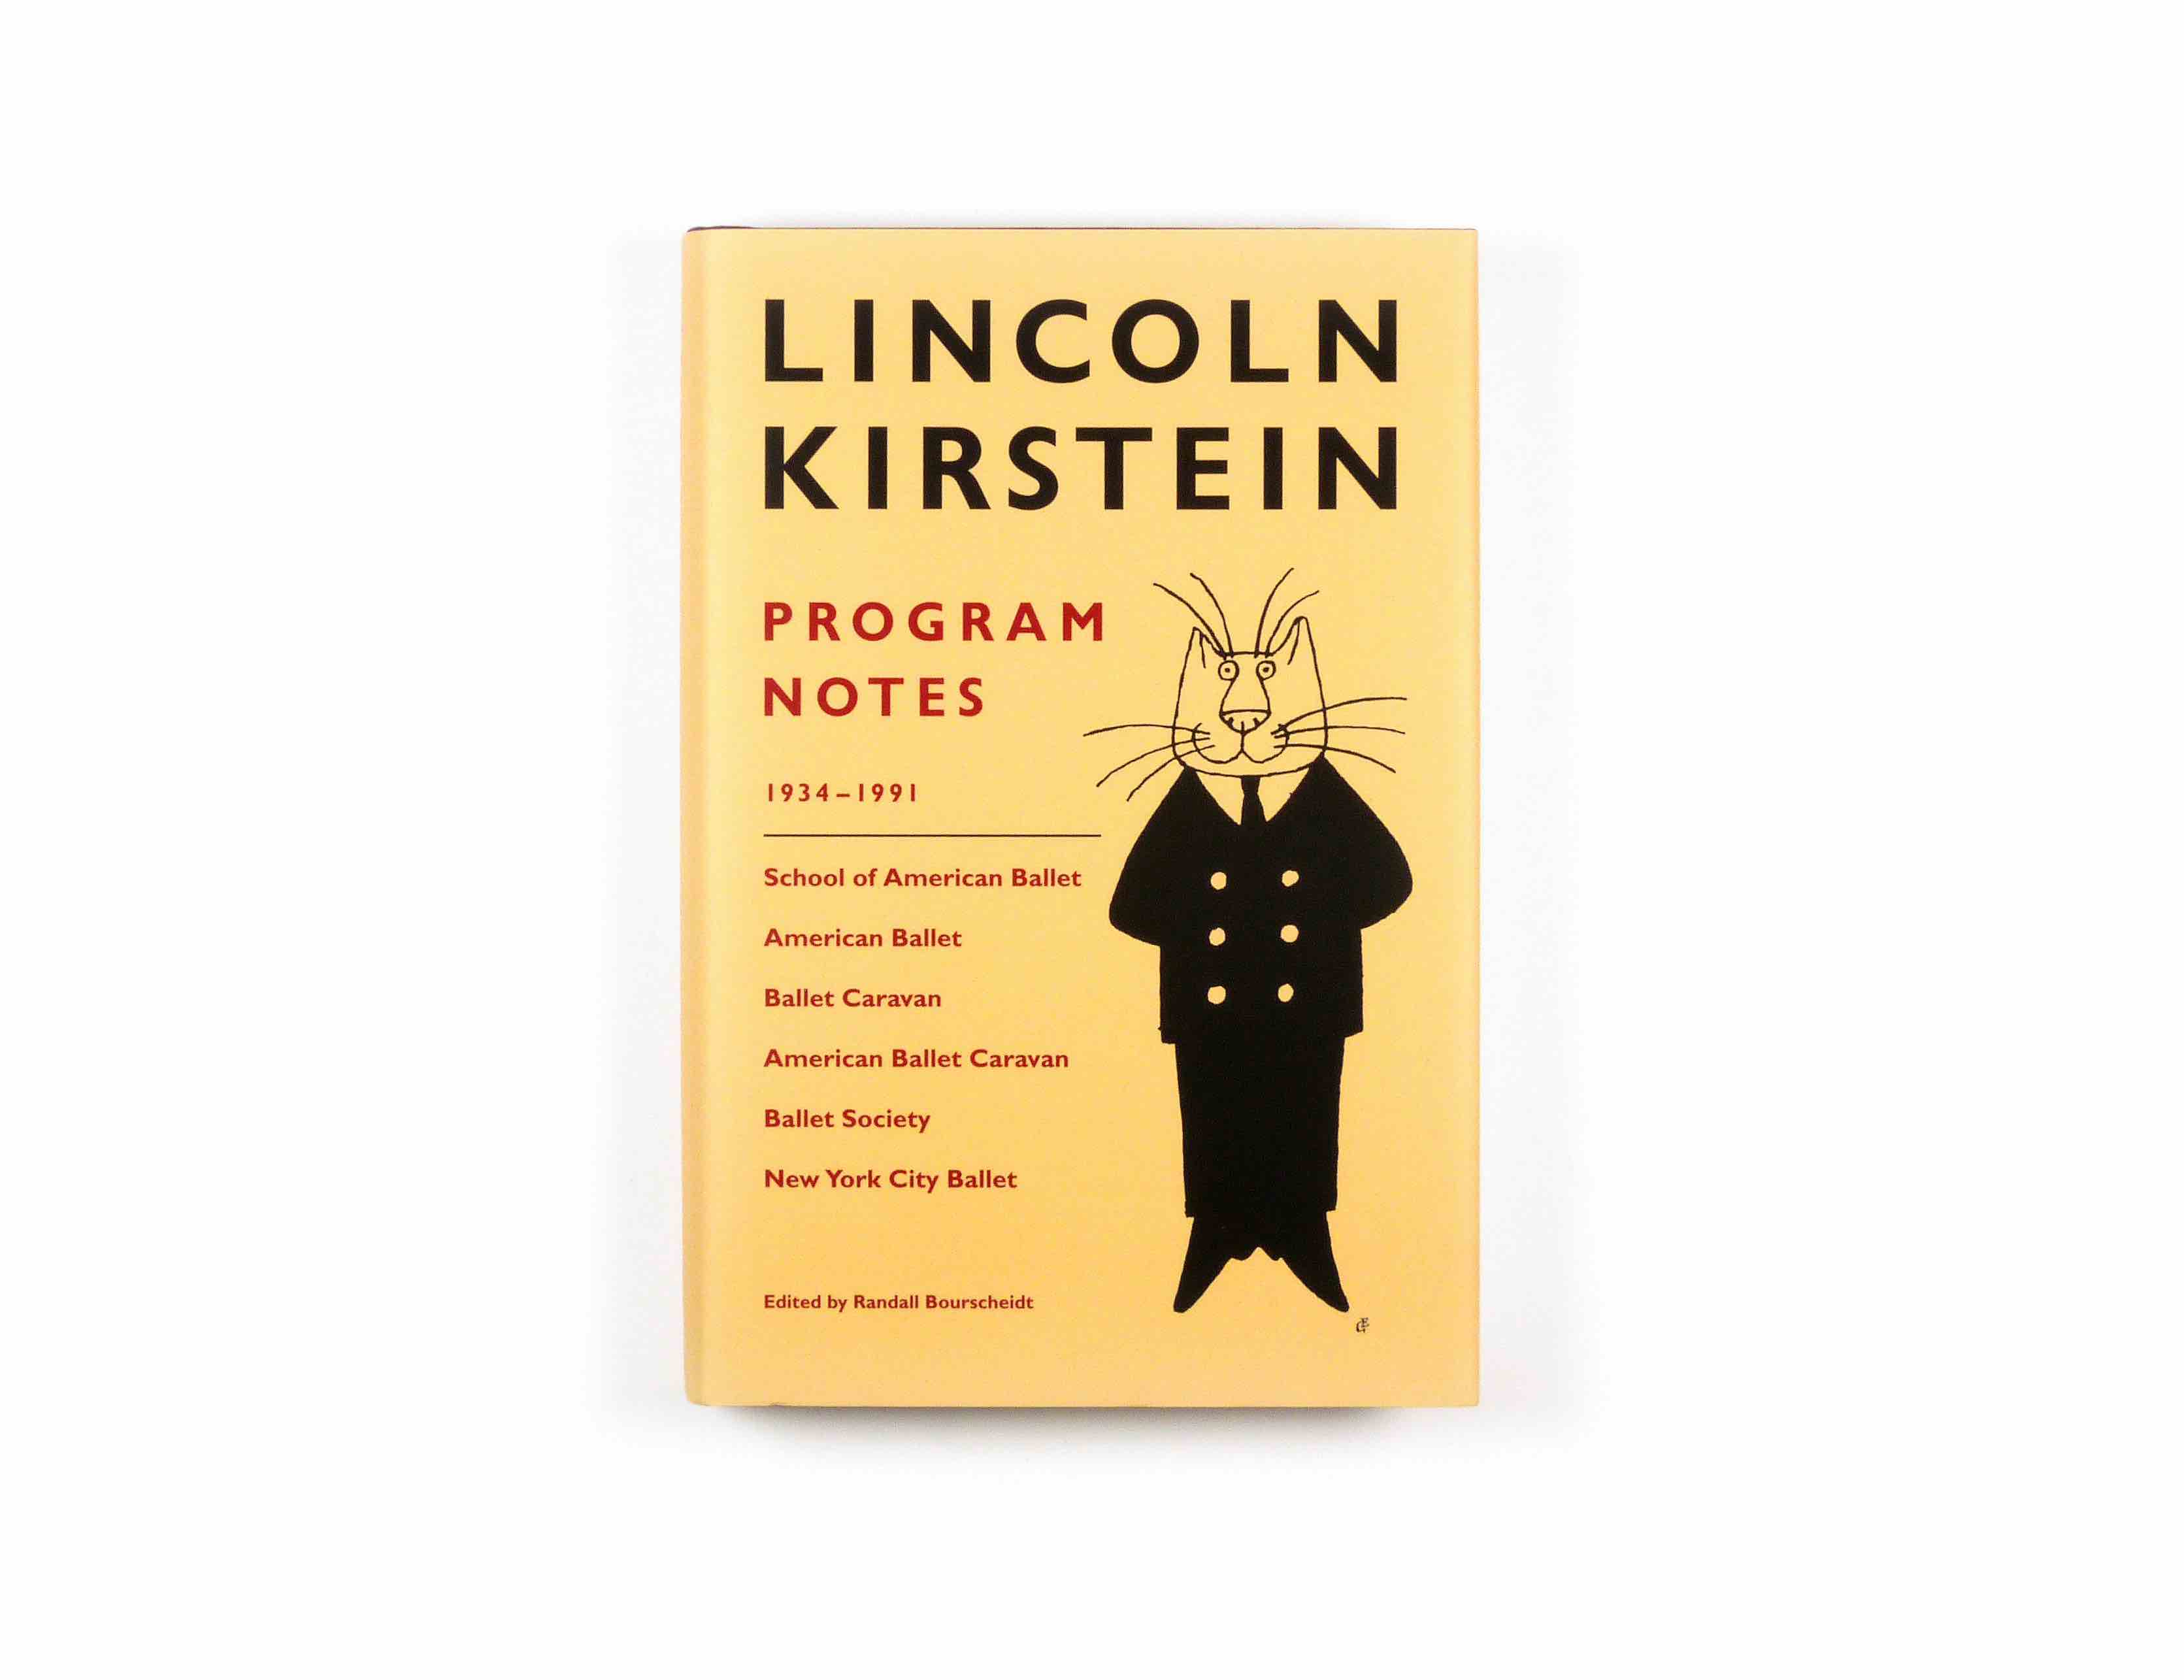 LINCOLN
KIRSTEIN
PROGRAM
NOTES
1934–1991
School of American Ballet
American Ballet
Ballet Caravan
American Ballet Caravan
Ballet Society
New York City Ballet
Edited by Randall Bourscheidt